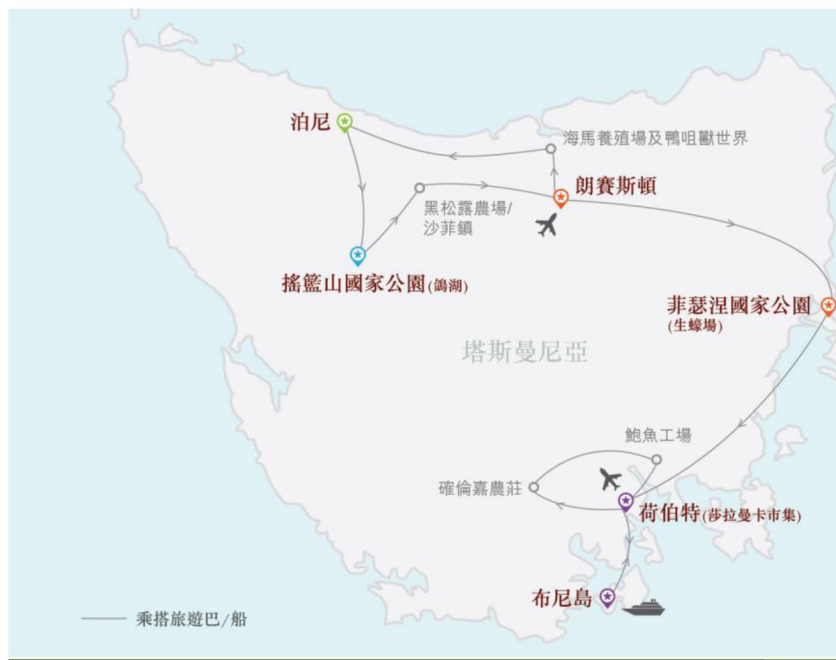 泊尼
海馬養殖場及鴨咀獸世界
朗賽斯頓
黑松露農場/
沙菲鎮
搖籃山國家公園(鴿湖)
菲瑟涅國家公園
(生蠔場)
塔斯曼尼亞
鮑魚工場
確倫嘉農莊
荷伯特(莎拉曼卡市集)
布尼島
乘搭旅遊巴/船